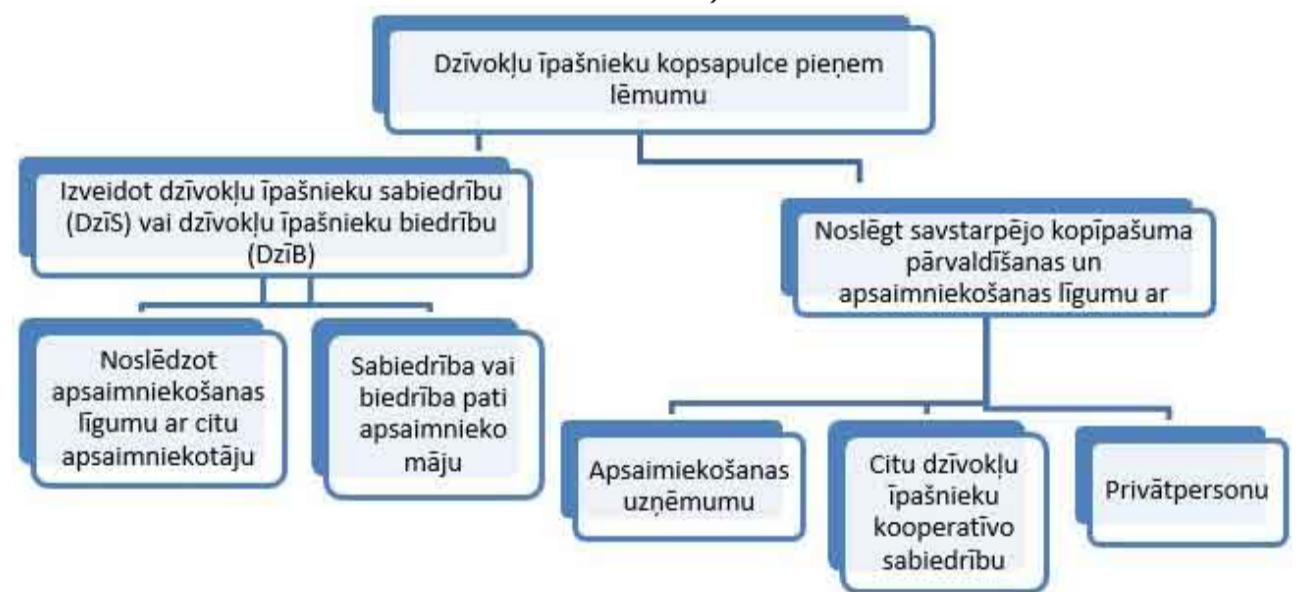 Dzīvokļu īpašnieku kopsapulce pieņem
lēmumu
Izveidot dzīvokļu īpašnieku sabiedrību
(DzīS) vai dzīvokļu īpašnieku biedrību
(DzīB)
Noslēgt savstarpējo kopīpašuma
pārvaldīšanas un
apsaimniekošanas līgumu ar
Noslēdzot
apsaimniekošanas
līgumu ar citu
apsaimniekotāju
Sabiedrība vai
biedrība pati
apsaimnieko
māju
Apsaimiekošanas
uzņēmumu
Citu dzīvokļu
īpašnieku
kooperatīvo
sabiedrību
Privātpersonu